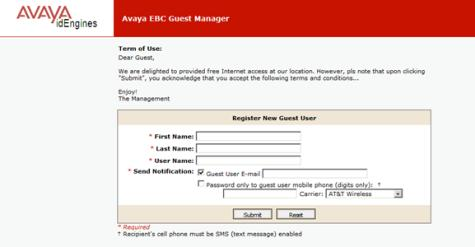 AVAYA
idEngines
Avaya EBC Guest Manager
Term of Use:
Dear Guest,
We are delighted to provided free Internet access at our location. However, pls note that upon clicking
"Submit", you acknowledge that you accept the following terms and conditions...
Enjoy!
The Management
Register New Guest User
* First Name:
* Last Name:
* User Name:
* Send Notification: Guest User E-mail
Password only to guest user mobile phone (digits only): †
Carrier: AT&T Wireless
Submit Reset
* Required
† Recipient's cell phone must be SMS (text message) enabled